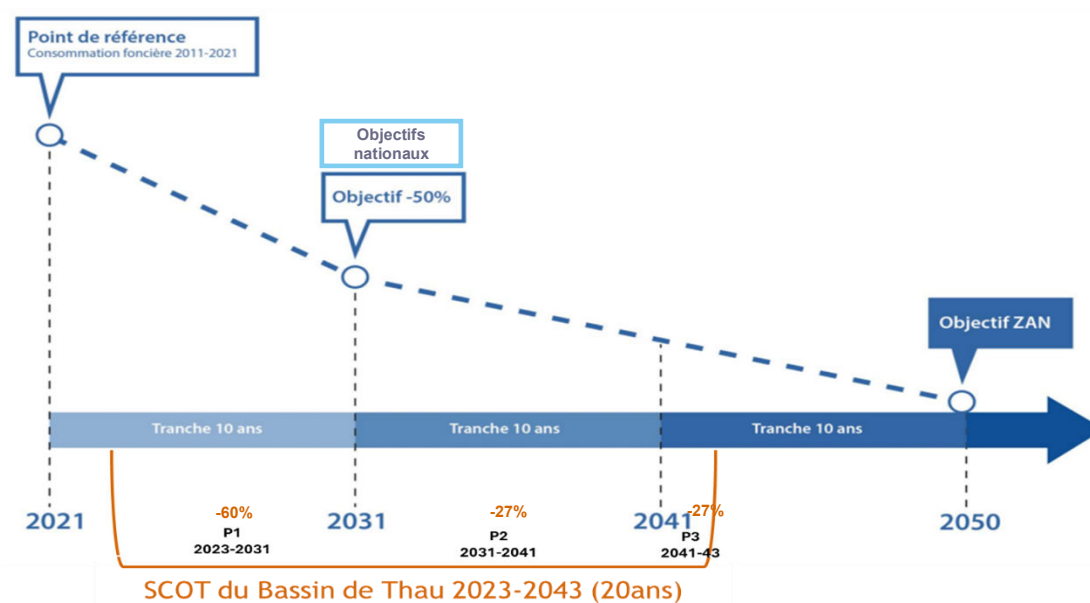 Point de référence
Consommation foncière 2011-2021
Objectifs
nationaux
Objectif -50%
Objectif ZAN
Tranche 10 ans
Tranche 10 ans
Tranche 10 ans
2021
2031
2041
2050
-60%
-27%
-27%
P1
2023-2031
P2
2031-2041
P3
2041-43
SCOT du Bassin de Thau 2023-2043 (20ans)